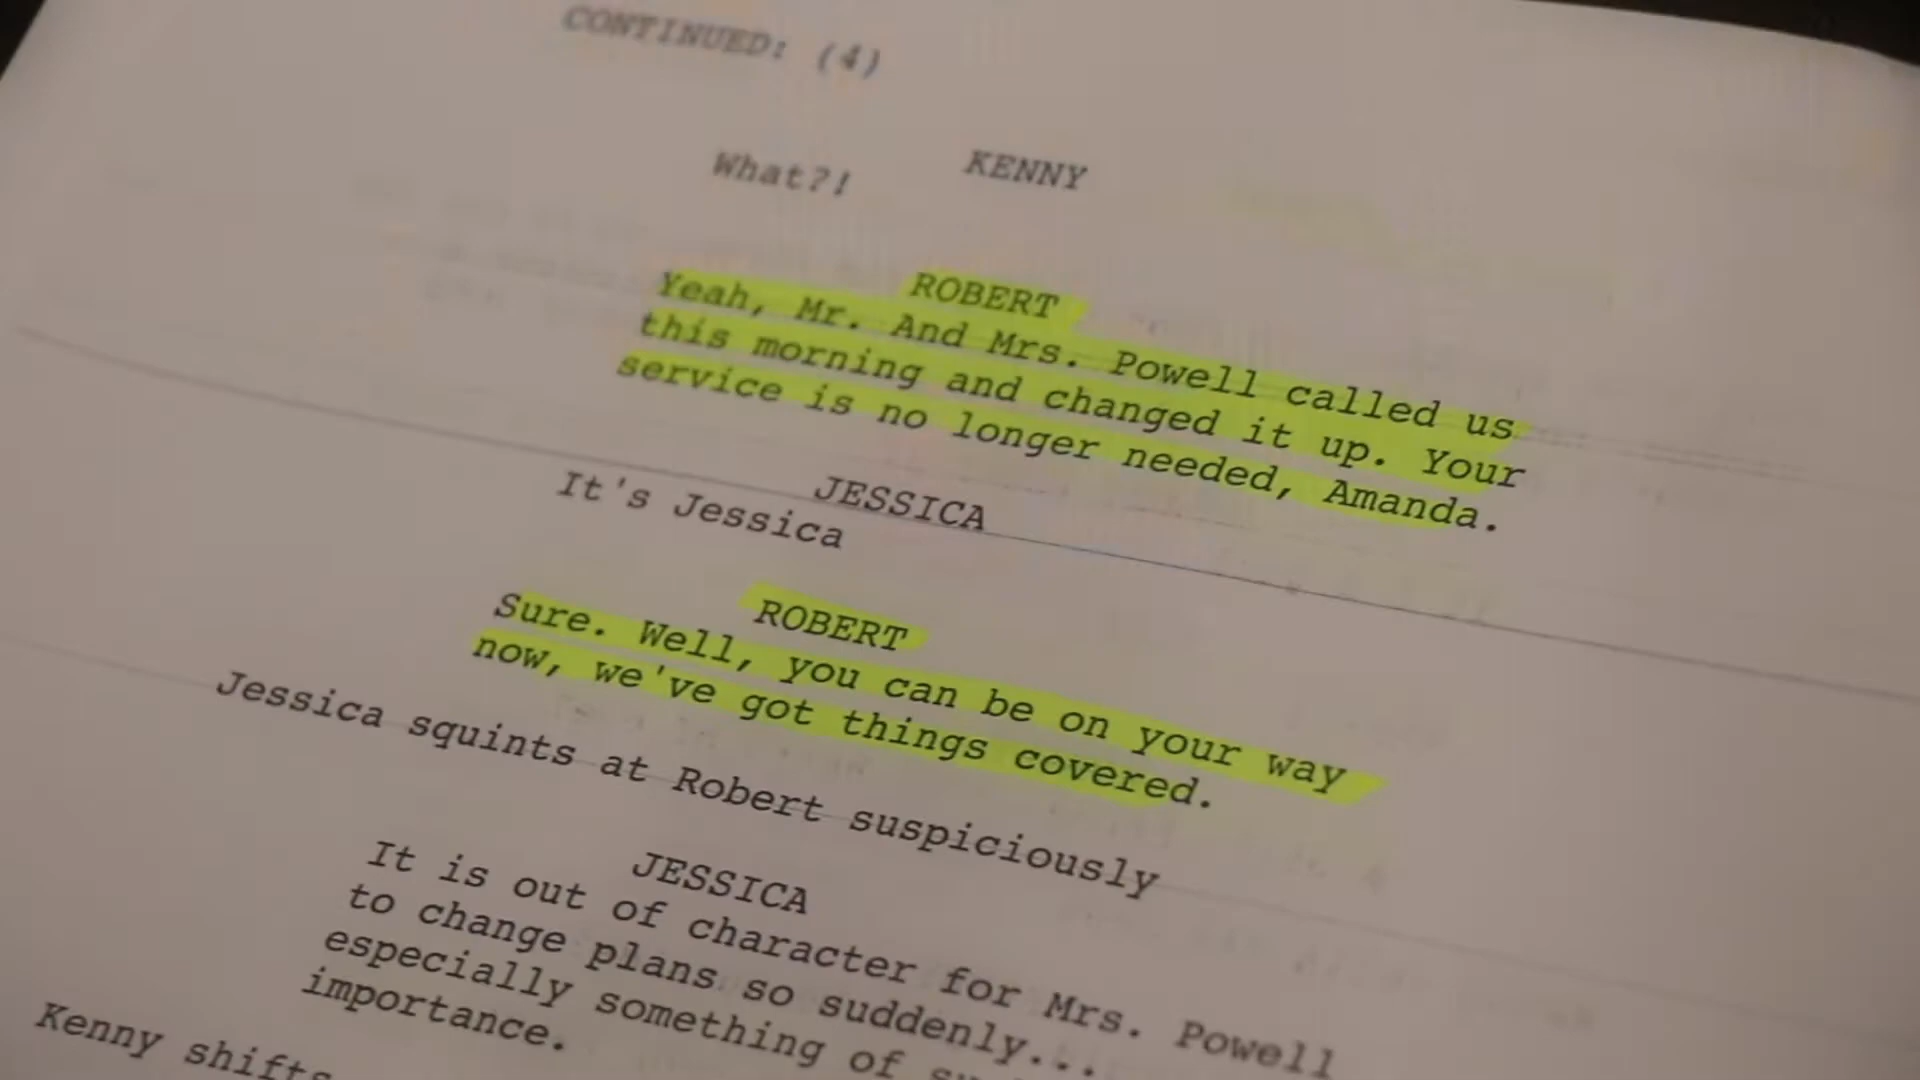 CONTINUED: (4)
KENNY
What?!
ROBERT
Yeah, Mr. And Mrs. Powell called us
this morning and changed it up. Your
service is no longer needed, Amanda.
JESSICA
It's Jessica
ROBERT
Sure. Well, you can be on your way
now, we've got things covered.
Jessica squints at Robert suspiciously
JESSICA
It is out of character for Mrs. Powell
to change plans so suddenly...
especially something of
importance.
Kenny shifts